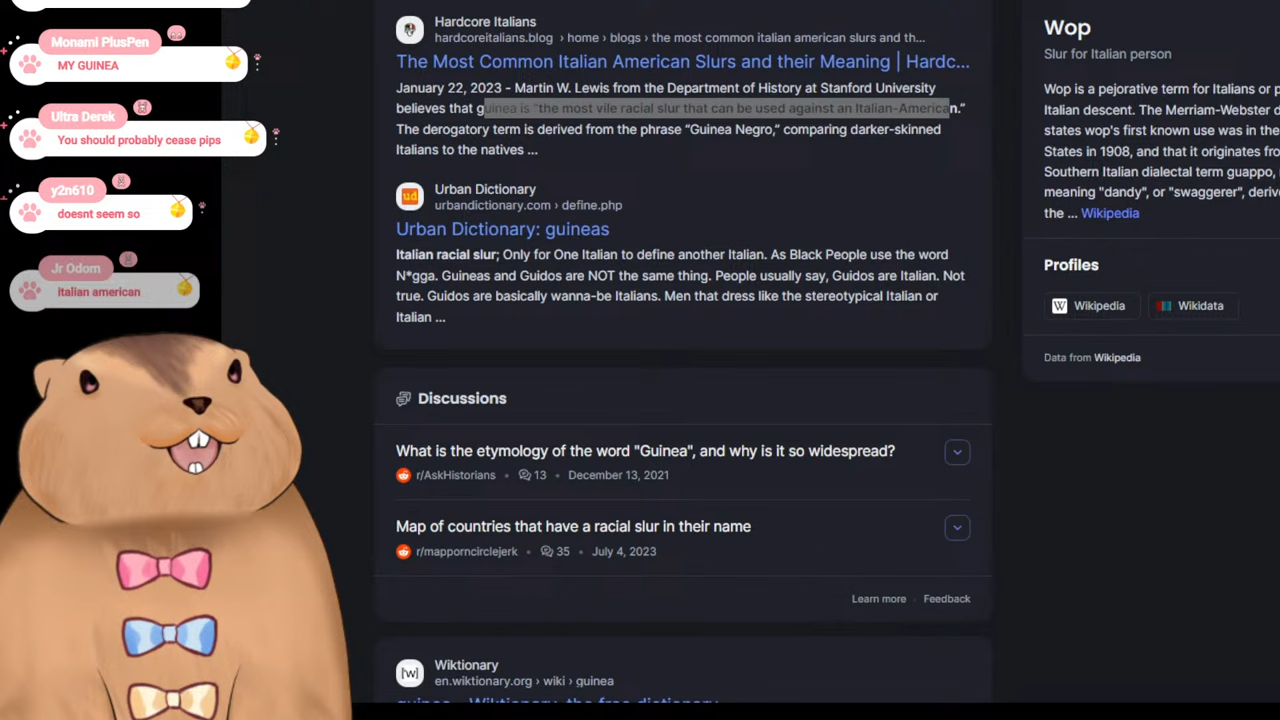 Monami PlusPen
MY GUINEA
Ultra Derek
You should probably cease pips
y2n610
doesnt seem so
Jr Odom
italian american
Hardcore Italians
hardcoreitalians.blog › home › blogs › the most common italian american slurs and th...
The Most Common Italian American Slurs and their Meaning | Hardc...
January 22, 2023 - Martin W. Lewis from the Department of History at Stanford University
believes that guinea is "the most vile racial slur that can be used against an Italian-American."
The derogatory term is derived from the phrase “Guinea Negro,” comparing darker-skinned
Italians to the natives ...
Urban Dictionary
urbandictionary.com › define.php
Urban Dictionary: guineas
Italian racial slur; Only for One Italian to define another Italian. As Black People use the word
N*gga. Guineas and Guidos are NOT the same thing. People usually say, Guidos are Italian. Not
true. Guidos are basically wanna-be Italians. Men that dress like the stereotypical Italian or
Italian ...
Discussions
What is the etymology of the word "Guinea", and why is it so widespread?
r/AskHistorians • 13 • December 13, 2021
Map of countries that have a racial slur in their name
r/mapporncirclejerk • 35 • July 4, 2023
Learn more · Feedback
Wiktionary
en.wiktionary.org › wiki › guinea
guinea - Wiktionary, the free dictionary
Wop
Slur for Italian person
Wop is a pejorative term for Italians or p
Italian descent. The Merriam-Webster d
states wop's first known use was in the
States in 1908, and that it originates fro
Southern Italian dialectal term guappo,
meaning "dandy", or "swaggerer", deriv
the ... Wikipedia
Profiles
Wikipedia
Wikidata
Data from Wikipedia